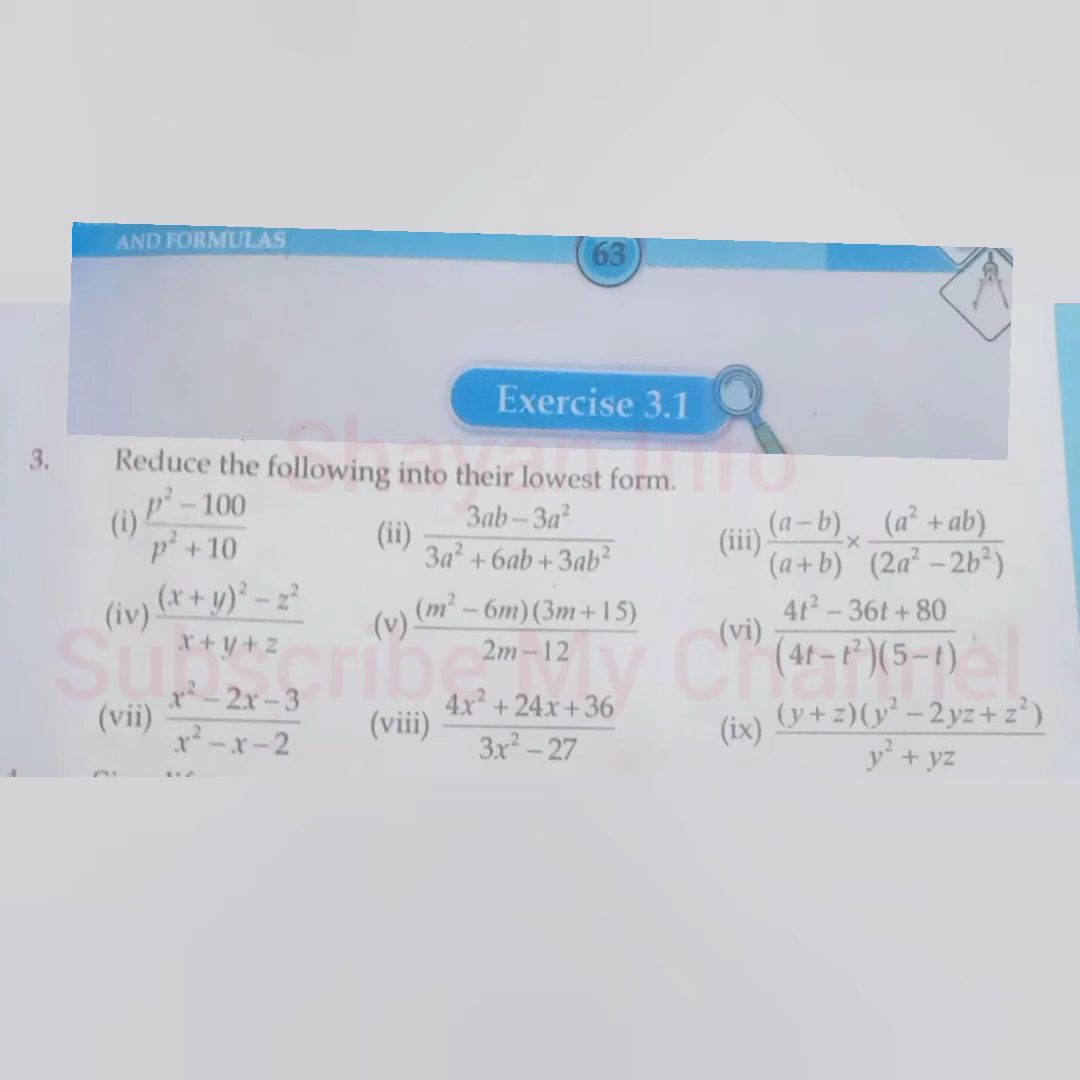 AND FORMULAS
63
Exercise 3.1
Shayan Info
3. Reduce the following into their lowest form.
(i) (p² − 100)/(p² + 10) (ii) (3ab − 3a²)/(3a² + 6ab + 3ab²) (iii) (a − b)/(a + b) × (a² + ab)/(2a² − 2b²)
(iv) ((x + y)² − z²)/(x + y + z) (v) (m² − 6m)(3m + 15)/(2m − 12) (vi) (4t² − 36t + 80)/((4t − t²)(5 − t))
Subscribe My Channel
(vii) (x² − 2x − 3)/(x² − x − 2) (viii) (4x² + 24x + 36)/(3x² − 27) (ix) (y + z)(y² − 2yz + z²)/(y² + yz)